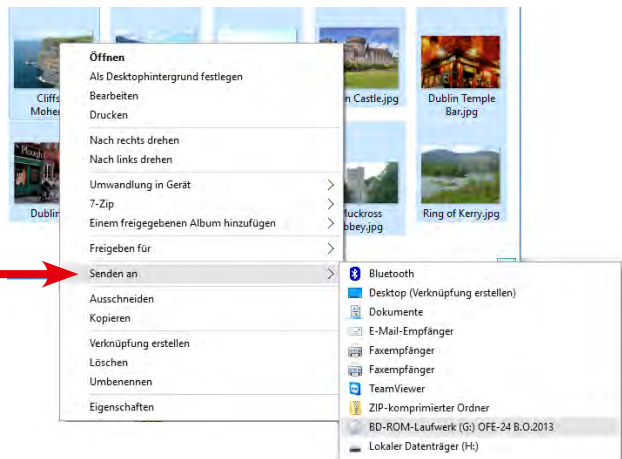 Öffnen
Als Desktophintergrund festlegen
Bearbeiten
Drucken
Nach rechts drehen
Nach links drehen
Umwandlung in Gerät
7-Zip
Einem freigegebenen Album hinzufügen
Freigeben für
Senden an
Ausschneiden
Kopieren
Verknüpfung erstellen
Löschen
Umbenennen
Eigenschaften
Cliffs
Moher
n Castle.jpg
Dublin Temple
Bar.jpg
Plough
Dublin
Muckross
bbey.jpg
Ring of Kerry.jpg
Bluetooth
Desktop (Verknüpfung erstellen)
Dokumente
E-Mail-Empfänger
Faxempfänger
Faxempfänger
TeamViewer
ZIP-komprimierter Ordner
BD-ROM-Laufwerk (G:) OFE-24 B.O.2013
Lokaler Datenträger (H:)